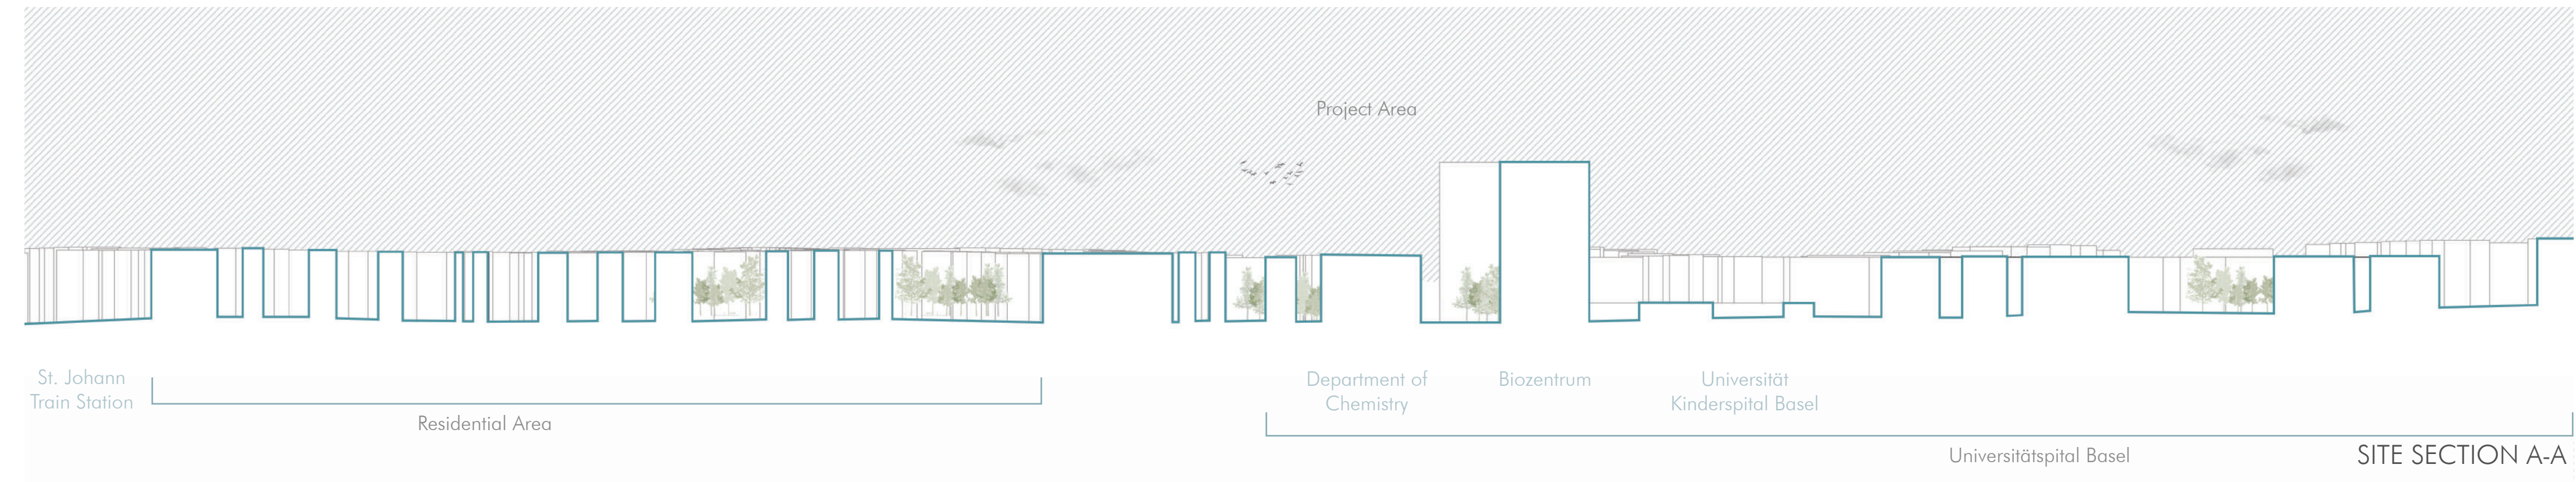 Project Area
St. Johann
Train Station
Residential Area
Department of
Chemistry
Biozentrum
Universität
Kinderspital Basel
Universitätspital Basel
SITE SECTION A-A